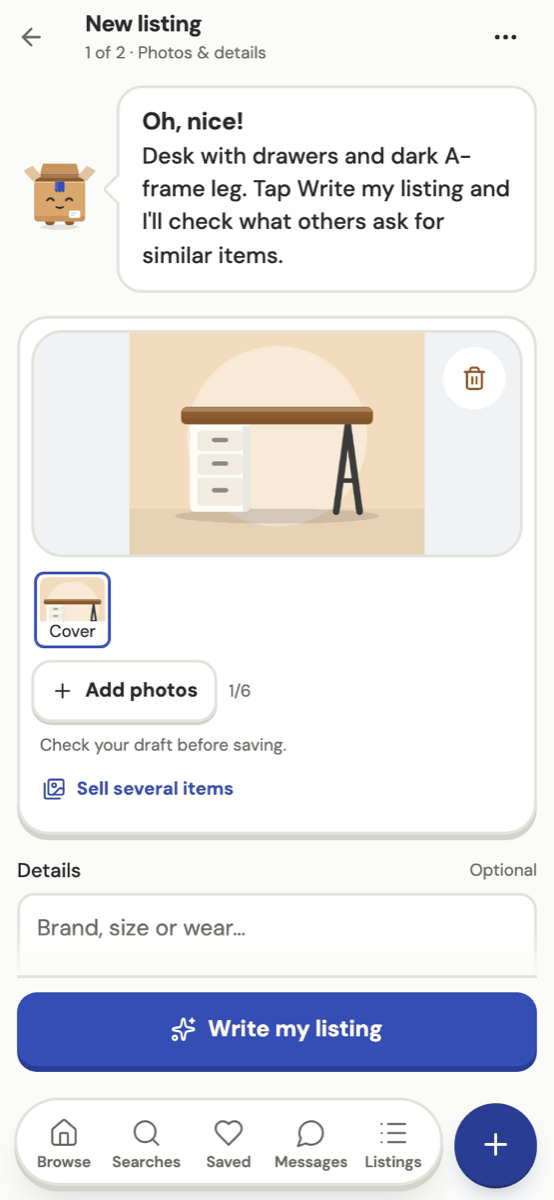 New listing
1 of 2 · Photos & details
Oh, nice!
Desk with drawers and dark A-
frame leg. Tap Write my listing and
I'll check what others ask for
similar items.
Cover
Add photos
1/6
Check your draft before saving.
Sell several items
Details
Optional
Brand, size or wear...
Write my listing
Browse
Searches
Saved
Messages
Listings